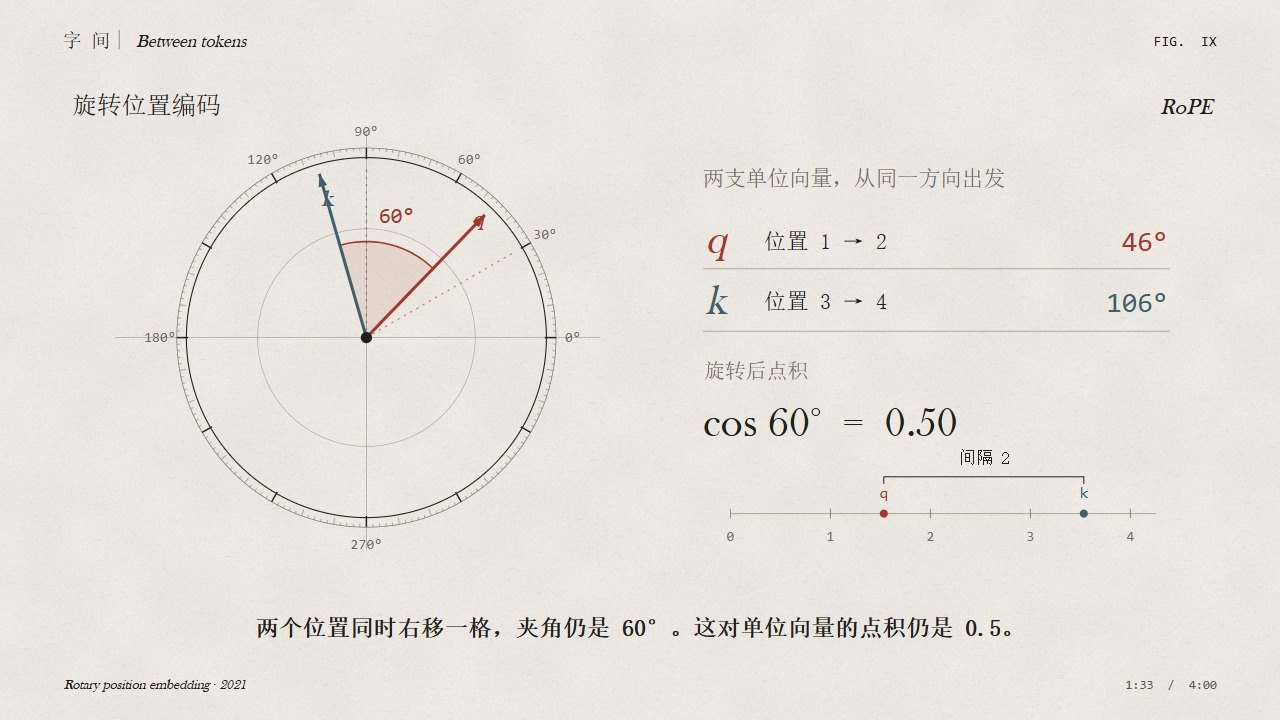 字 间 | Between tokens
FIG. IX
旋转位置编码
RoPE
90°
120°
60°
k
60°
q
30°
180°
0°
270°
两支单位向量，从同一方向出发
q 位置 1 → 2 46°
k 位置 3 → 4 106°
旋转后点积
cos 60° = 0.50
间隔 2
q k
0 1 2 3 4
两个位置同时右移一格，夹角仍是 60° 。这对单位向量的点积仍是 0.5。
Rotary position embedding · 2021
1:33 / 4:00